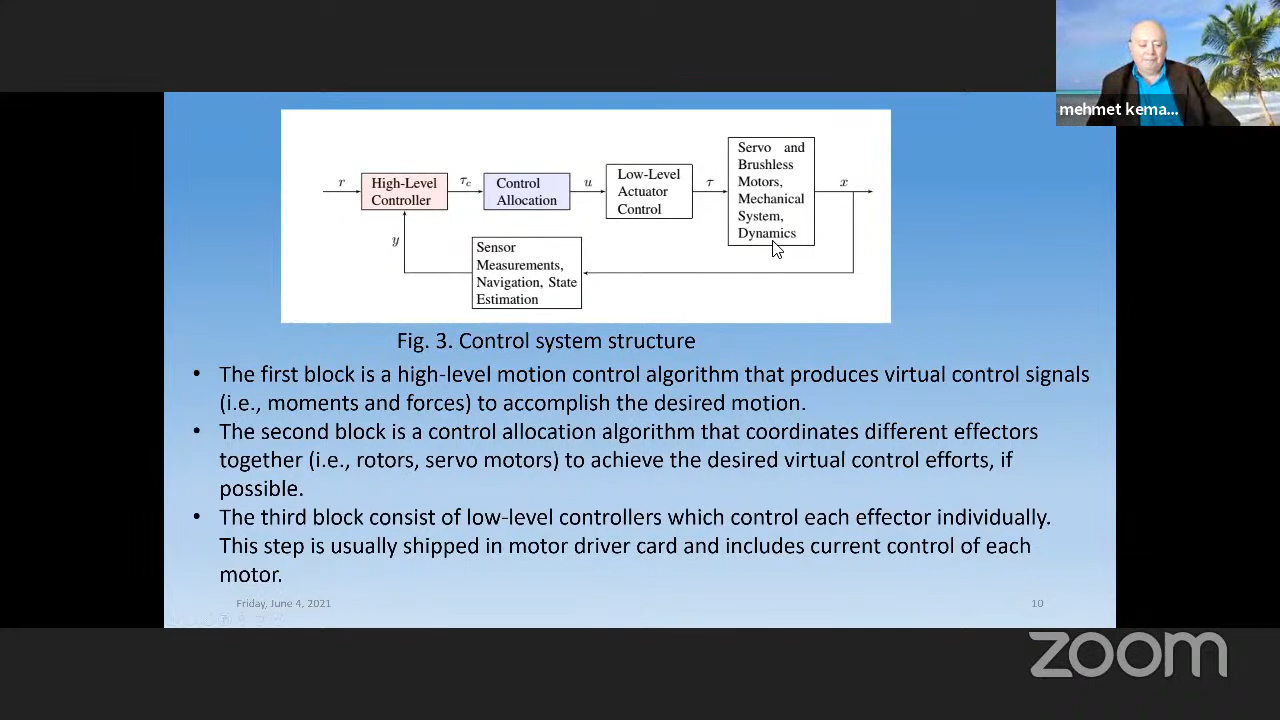 mehmet kema...
r
High-Level
Controller
τc
Control
Allocation
u
Low-Level
Actuator
Control
τ
Servo and
Brushless
Motors,
Mechanical
System,
Dynamics
x
y
Sensor
Measurements,
Navigation, State
Estimation
Fig. 3. Control system structure
• The first block is a high-level motion control algorithm that produces virtual control signals
(i.e., moments and forces) to accomplish the desired motion.
• The second block is a control allocation algorithm that coordinates different effectors
together (i.e., rotors, servo motors) to achieve the desired virtual control efforts, if
possible.
• The third block consist of low-level controllers which control each effector individually.
This step is usually shipped in motor driver card and includes current control of each
motor.
Friday, June 4, 2021
10
zoom